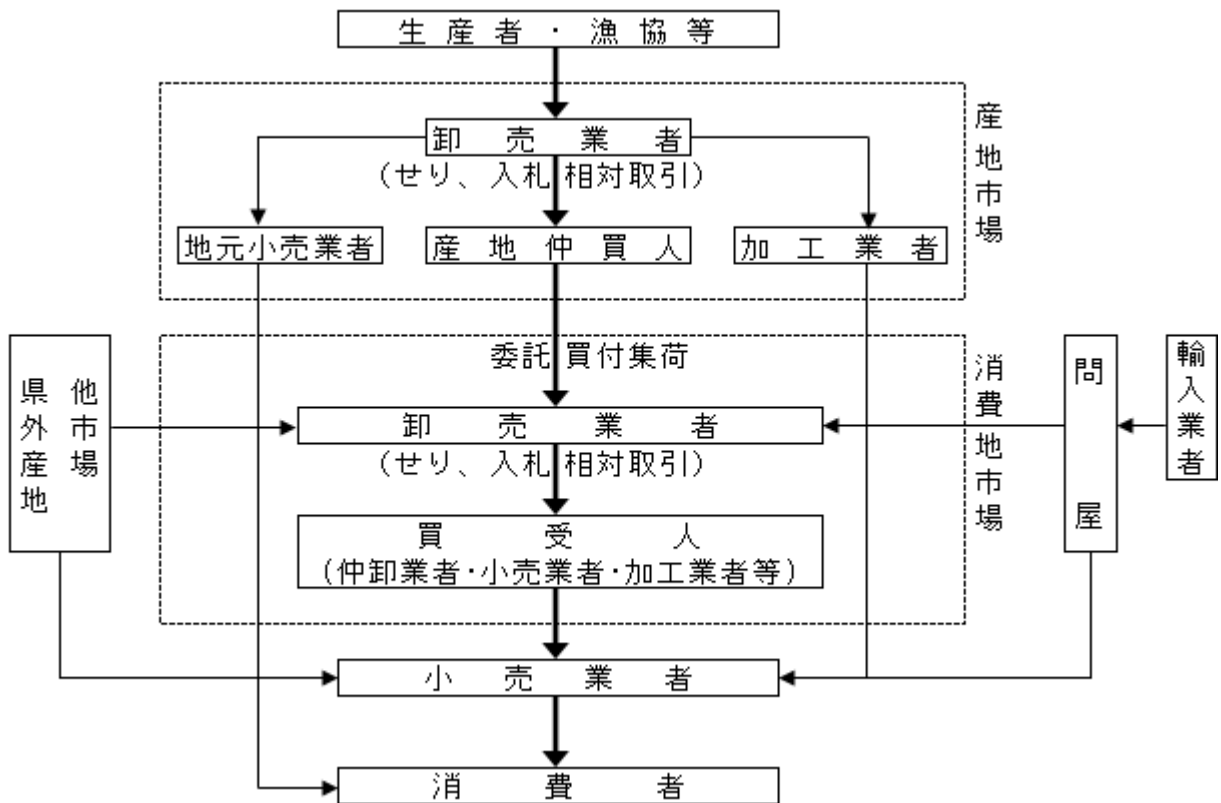 生産者・漁協等
産地市場
卸売業者
(せり、入札 相対取引)
地元小売業者
産地仲買人
加工業者
県外産地
他市場
委託 買付集荷
消費地市場
問屋
輸入業者
卸売業者
(せり、入札 相対取引)
買受人
(仲卸業者・小売業者・加工業者等)
小売業者
消費者